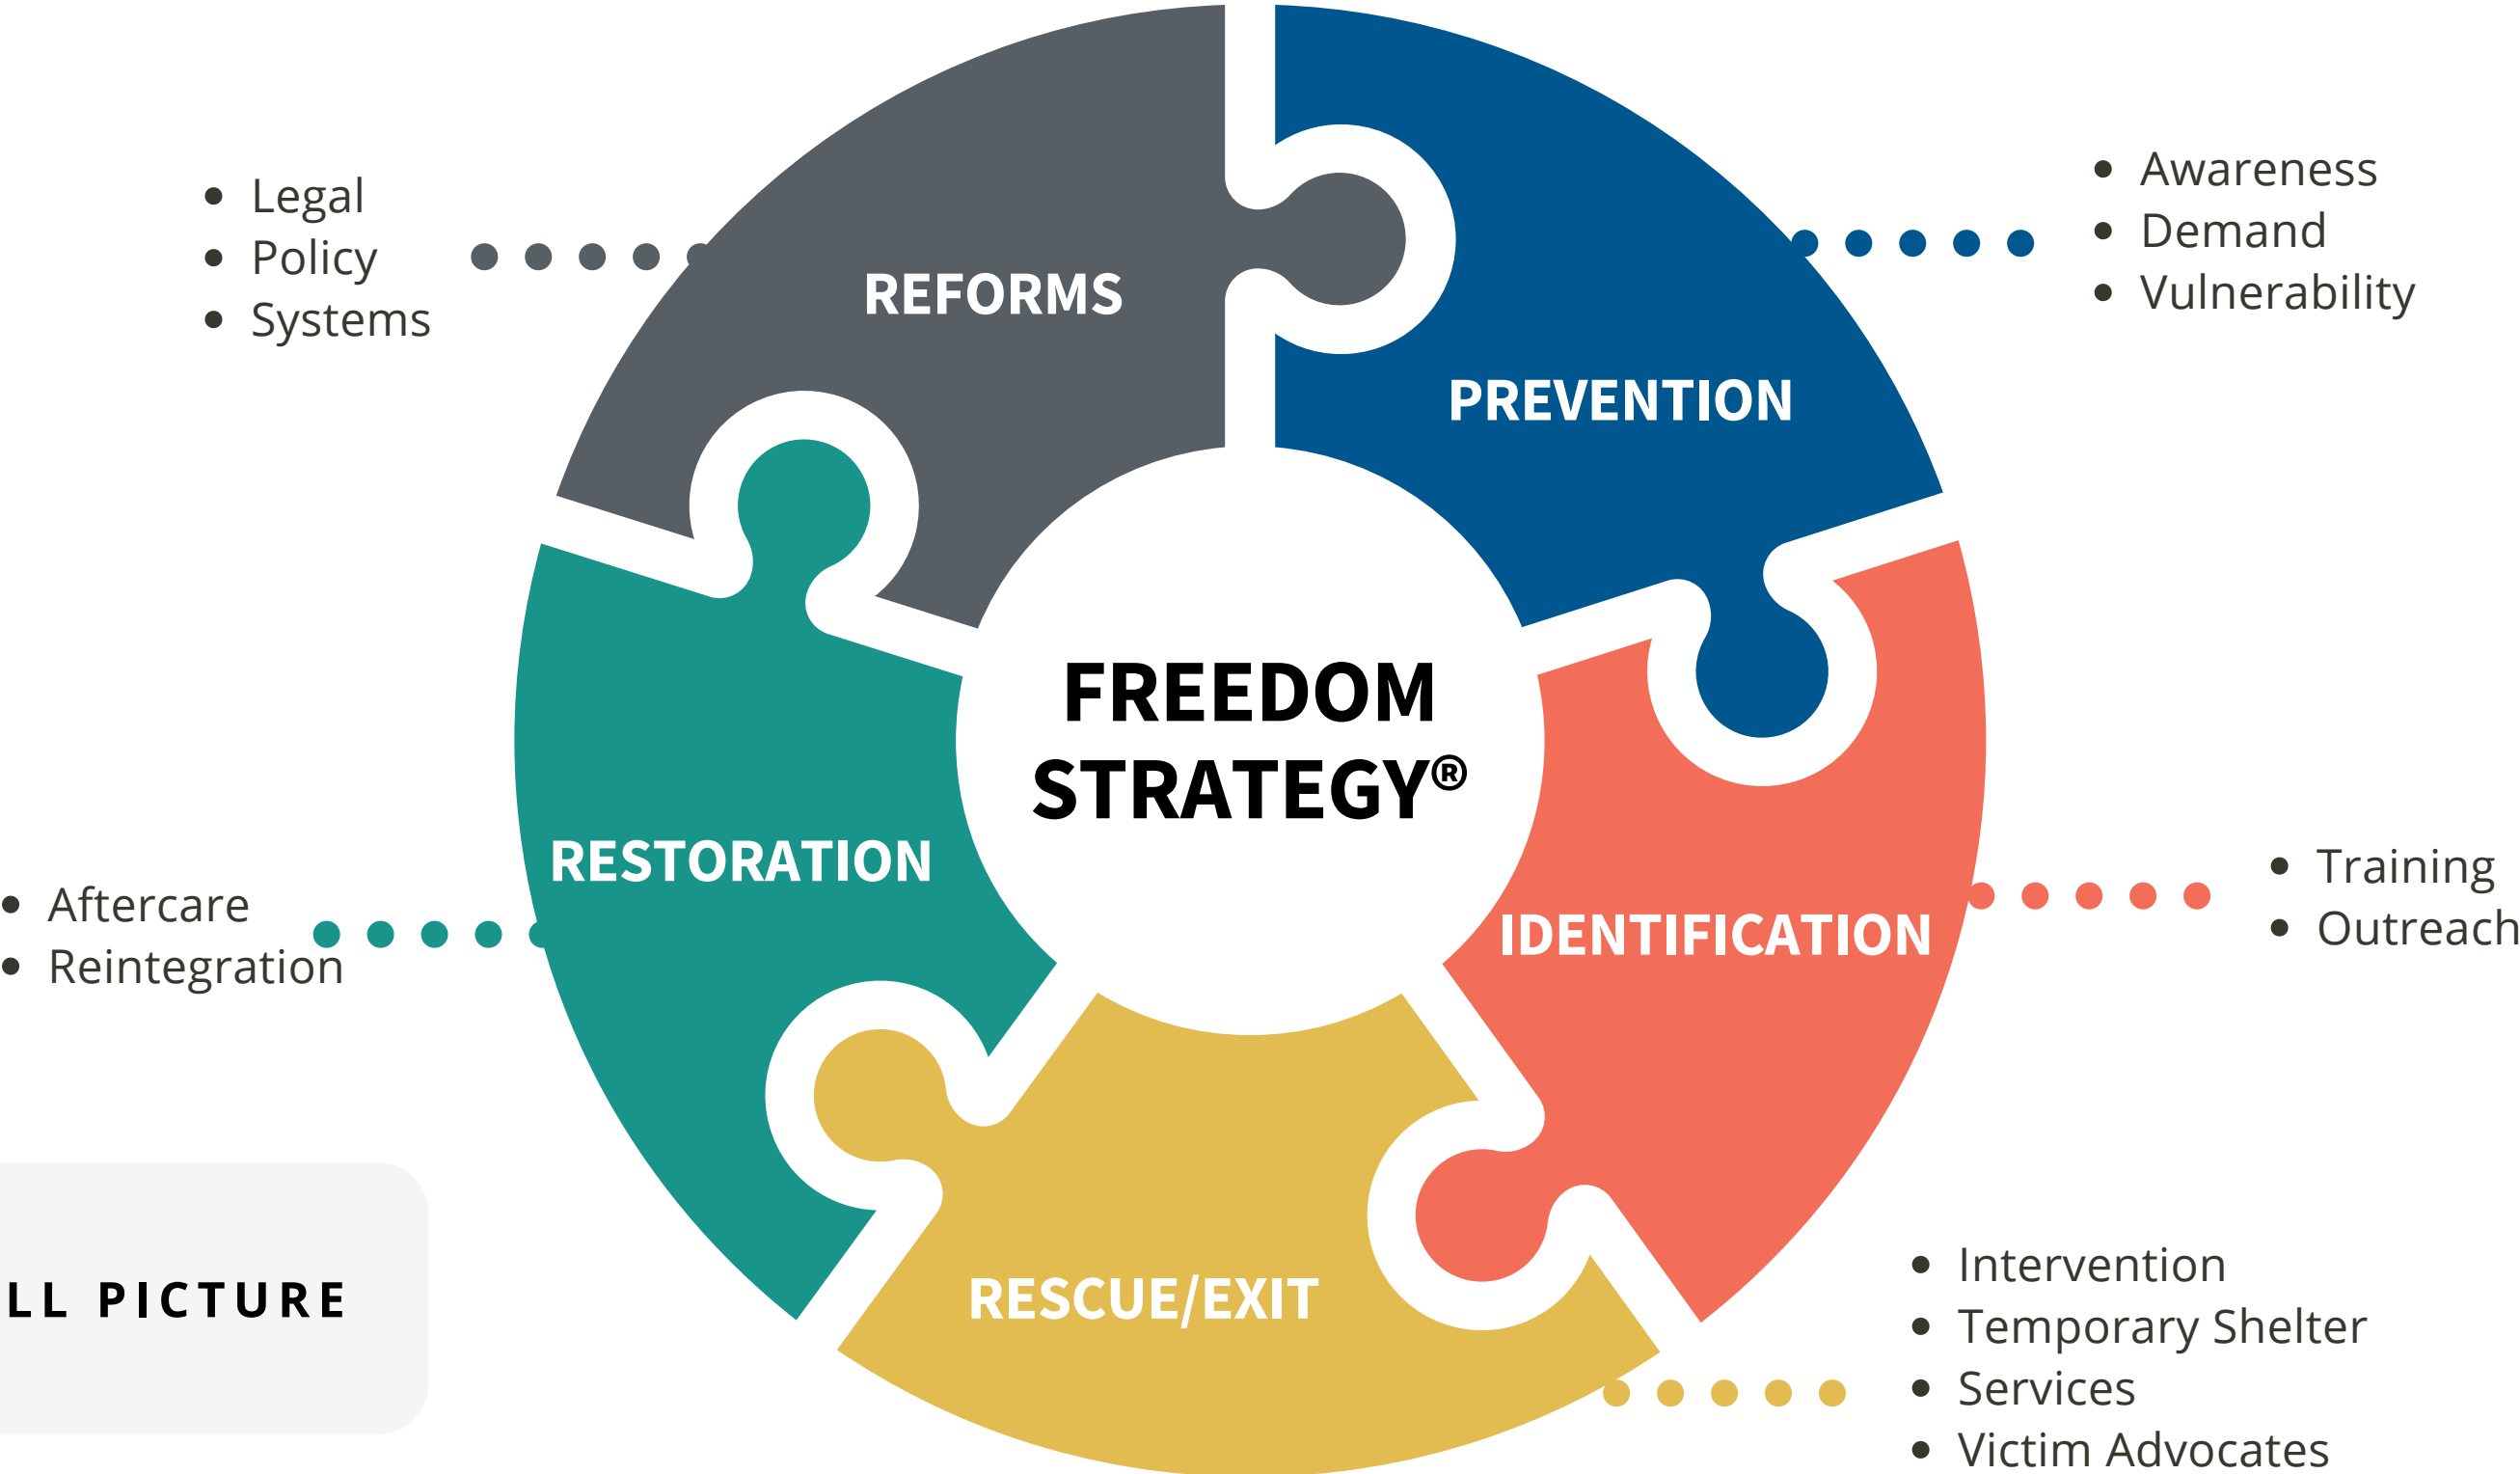 • Legal
• Policy
• Systems
REFORMS
• Awareness
• Demand
• Vulnerability
PREVENTION
FREEDOM
STRATEGY®
RESTORATION
• Aftercare
• Reintegration
IDENTIFICATION
• Training
• Outreach
LL PICTURE
RESCUE/EXIT
• Intervention
• Temporary Shelter
• Services
• Victim Advocates